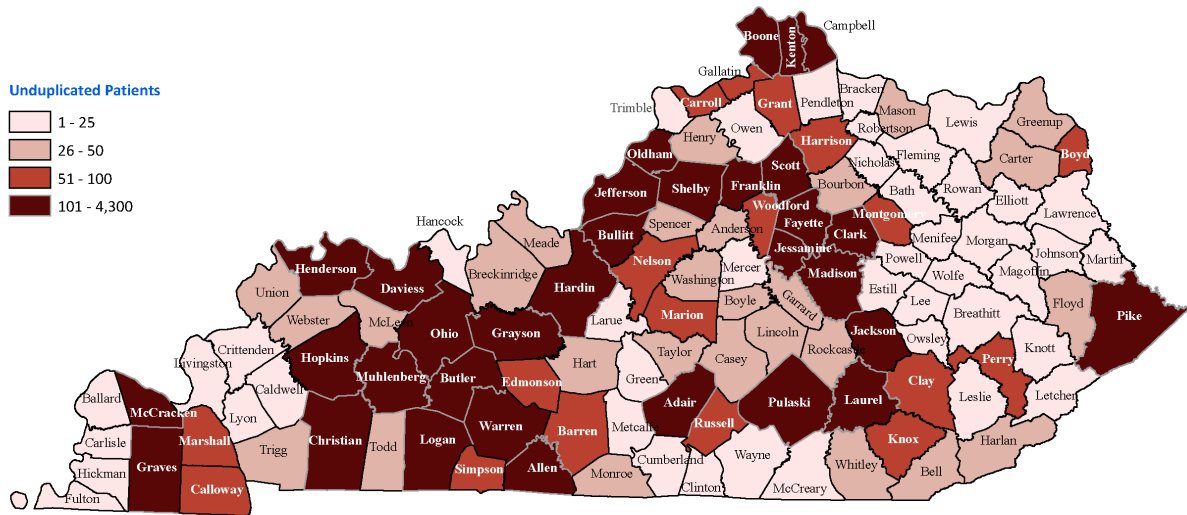 Unduplicated Patients
1 - 25
26 - 50
51 - 100
101 - 4,300
Boone
Kenton
Campbell
Gallatin
Trimble
Carroll
Grant
Pendleton
Bracken
Mason
Robertson
Lewis
Greenup
Boyd
Carter
Owen
Henry
Harrison
Nicholas
Fleming
Rowan
Elliott
Lawrence
Oldham
Scott
Franklin
Shelby
Bourbon
Bath
Jefferson
Woodford
Fayette
Montgomery
Clark
Menifee
Morgan
Johnson
Martin
Spencer
Anderson
Bullitt
Jessamine
Powell
Wolfe
Magoffin
Hancock
Meade
Breckinridge
Nelson
Washington
Mercer
Madison
Estill
Lee
Breathitt
Floyd
Pike
Henderson
Daviess
Hardin
Union
Webster
McLean
Ohio
Grayson
Larue
Marion
Boyle
Garrard
Lincoln
Rockcastle
Jackson
Owsley
Perry
Knott
Letcher
Livingston
Crittenden
Hopkins
Muhlenberg
Butler
Edmonson
Hart
Green
Taylor
Casey
Pulaski
Laurel
Clay
Leslie
Caldwell
Ballard
McCracken
Lyon
Christian
Todd
Logan
Warren
Barren
Metcalfe
Adair
Russell
Knox
Harlan
Carlisle
Marshall
Trigg
Simpson
Allen
Monroe
Cumberland
Clinton
Wayne
McCreary
Whitley
Bell
Hickman
Graves
Calloway
Fulton